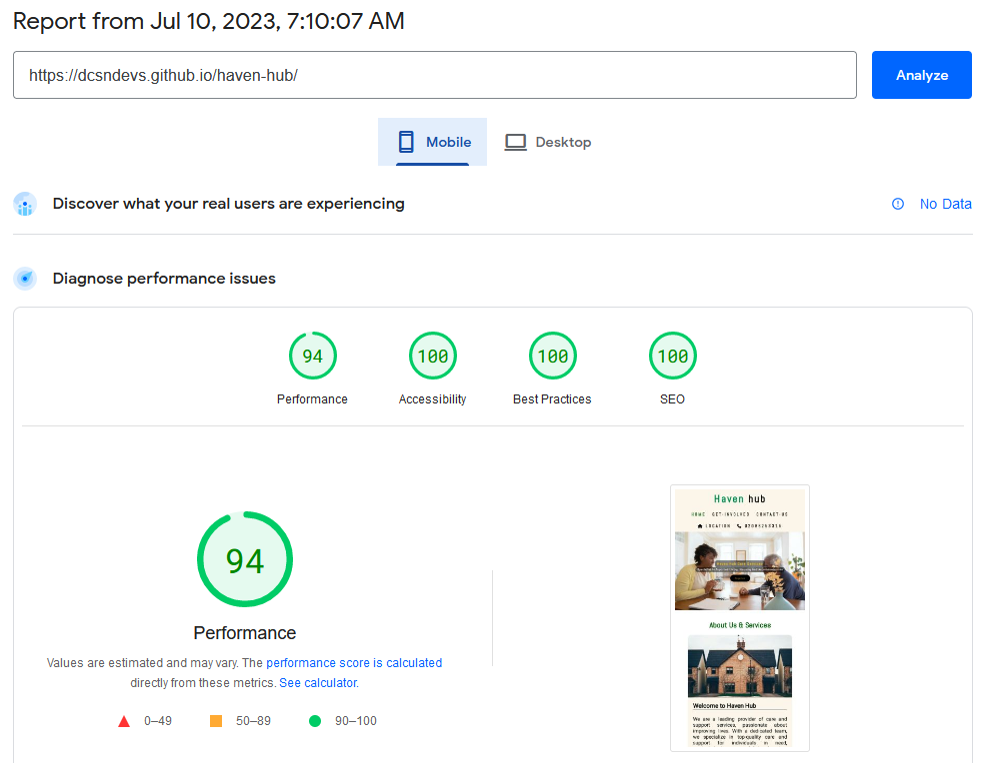 Report from Jul 10, 2023, 7:10:07 AM
https://dcsndevs.github.io/haven-hub/
Analyze
Mobile
Desktop
Discover what your real users are experiencing
No Data
Diagnose performance issues
94
100
100
100
Performance
Accessibility
Best Practices
SEO
Haven hub
HOME GET-INVOLVED CONTACT-US
LOCATION
94
About Us & Services
Performance
Values are estimated and may vary. The performance score is calculated
directly from these metrics. See calculator.
0–49
50–89
90–100
Welcome to Haven Hub
We are a leading provider of care and
support services, passionate about
improving lives. With a dedicated team,
we specialize in top-quality care and
support for individuals in need,